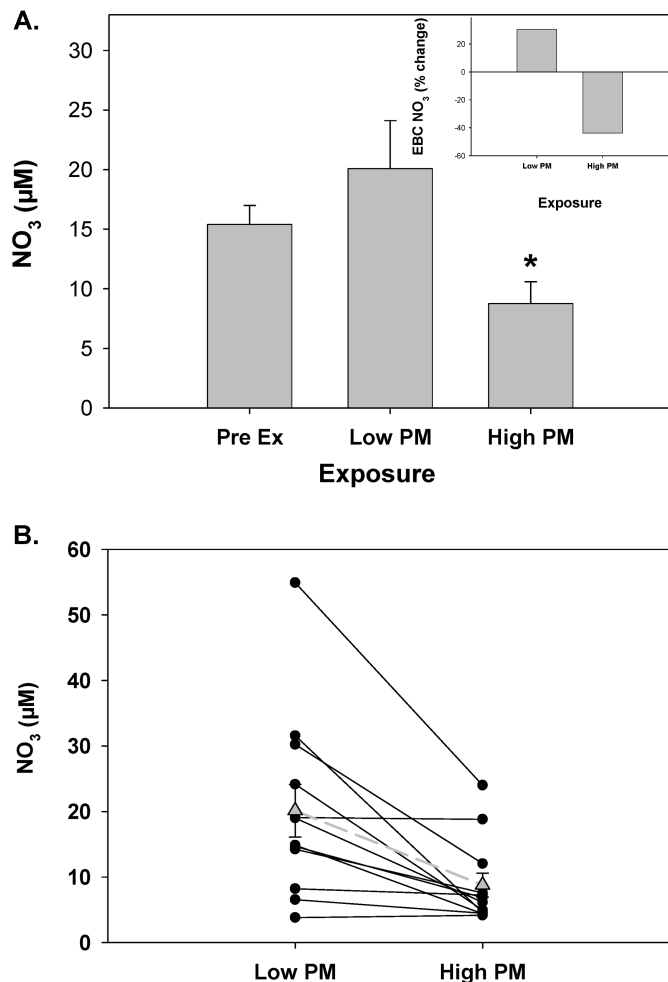 A.
30
25
20
15
10
5
0
NO₃ (µM)
Pre Ex Low PM High PM
Exposure
*
EBC NO₃ (% change)
20
0
-20
-40
-60
Low PM High PM
Exposure
B.
60
50
40
30
20
10
0
NO₃ (µM)
Low PM High PM